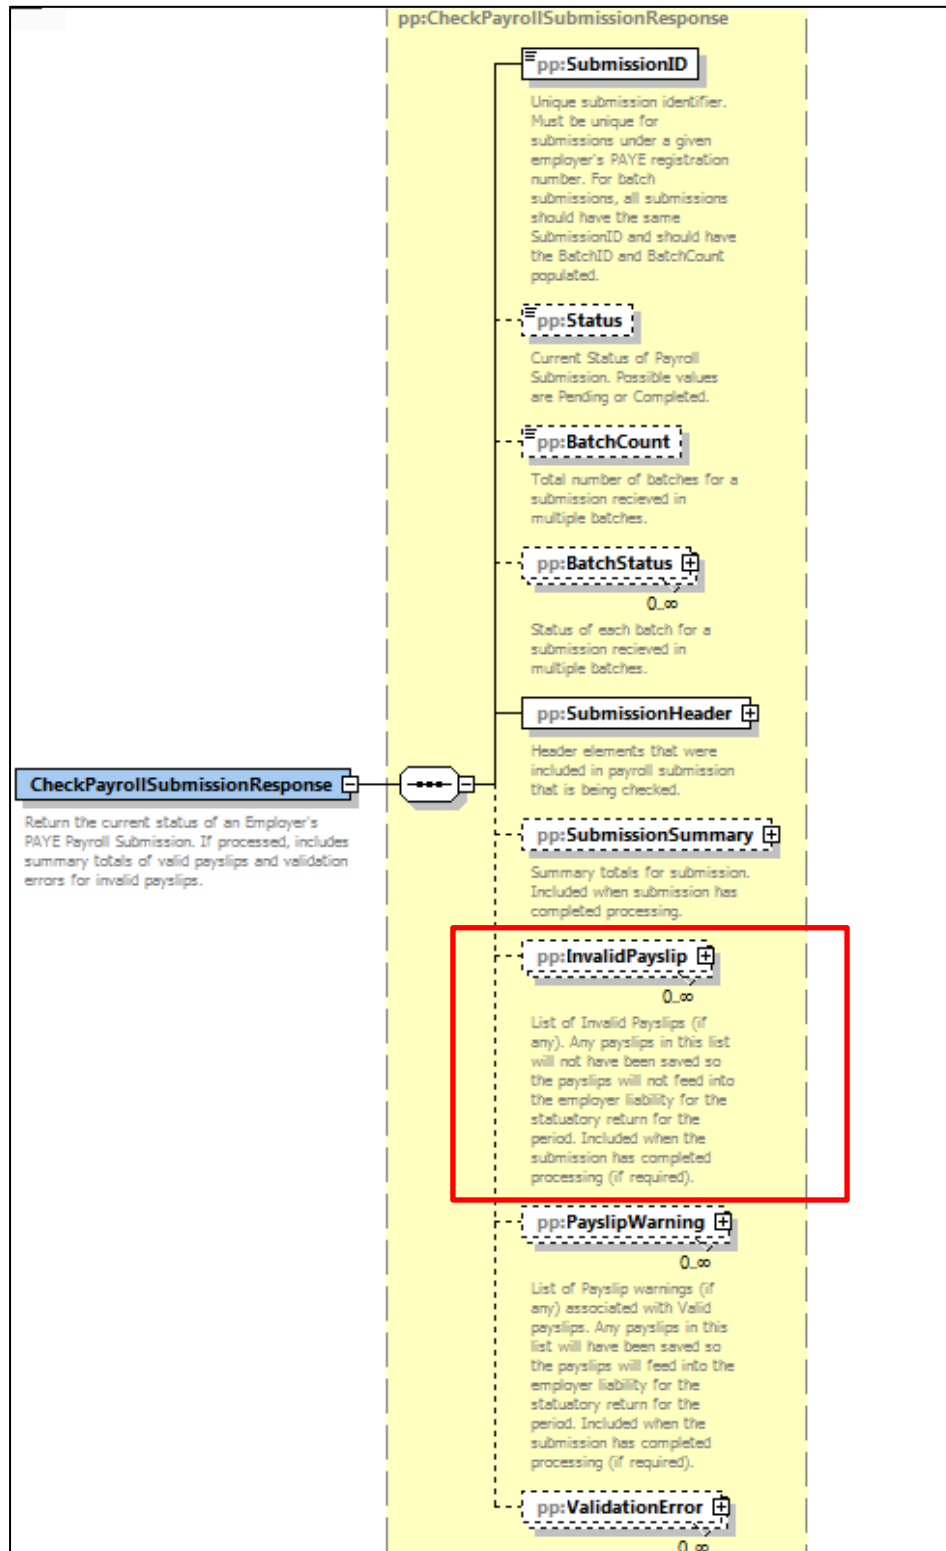 pp:CheckPayrollSubmissionResponse
pp:SubmissionID
Unique submission identifier.
Must be unique for
submissions under a given
employer's PAYE registration
number. For batch
submissions, all submissions
should have the same
SubmissionID and should have
the BatchID and BatchCount
populated.
pp:Status
Current Status of Payroll
Submission. Possible values
are Pending or Completed.
pp:BatchCount
Total number of batches for a
submission recieved in
multiple batches.
pp:BatchStatus
0..∞
Status of each batch for a
submission recieved in
multiple batches.
pp:SubmissionHeader
Header elements that were
included in payroll submission
that is being checked.
CheckPayrollSubmissionResponse
Return the current status of an Employer's
PAYE Payroll Submission. If processed, includes
summary totals of valid payslips and validation
errors for invalid payslips.
pp:SubmissionSummary
Summary totals for submission.
Included when submission has
completed processing.
pp:InvalidPayslip
0..∞
List of Invalid Payslips (if
any). Any payslips in this list
will not have been saved so
the payslips will not feed into
the employer liability for the
statuatory return for the
period. Included when the
submission has completed
processing (if required).
pp:PayslipWarning
0..∞
List of Payslip warnings (if
any) associated with Valid
payslips. Any payslips in this
list will have been saved so
the payslips will feed into the
employer liability for the
statuatory return for the
period. Included when the
submission has completed
processing (if required).
pp:ValidationError
0..∞